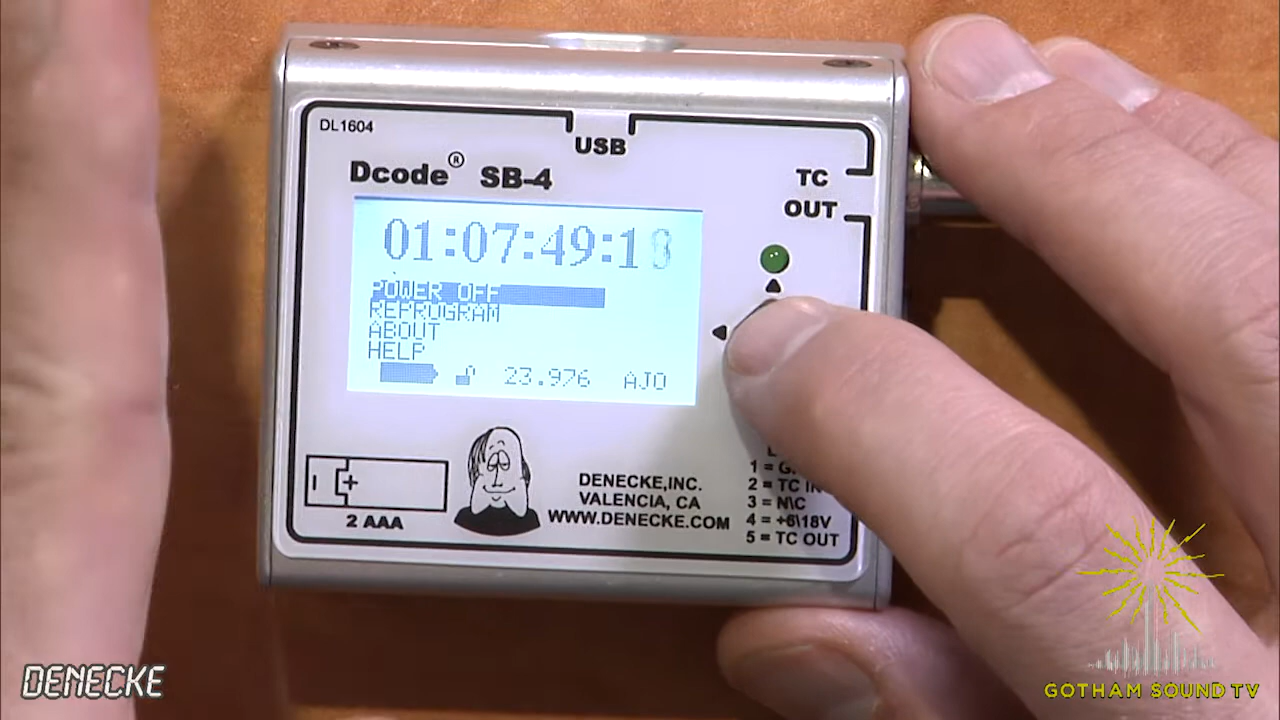 DL1604
USB
Dcode® SB-4
TC
OUT
01:07:49:1
POWER OFF
REPROGRAM
ABOUT
HELP
23.976 AJO
2 AAA
DENECKE,INC.
VALENCIA, CA
WWW.DENECKE.COM
2 = TC IN
3 = N\C
4 = +6\18V
5 = TC OUT
DENECKE
GOTHAM SOUND TV